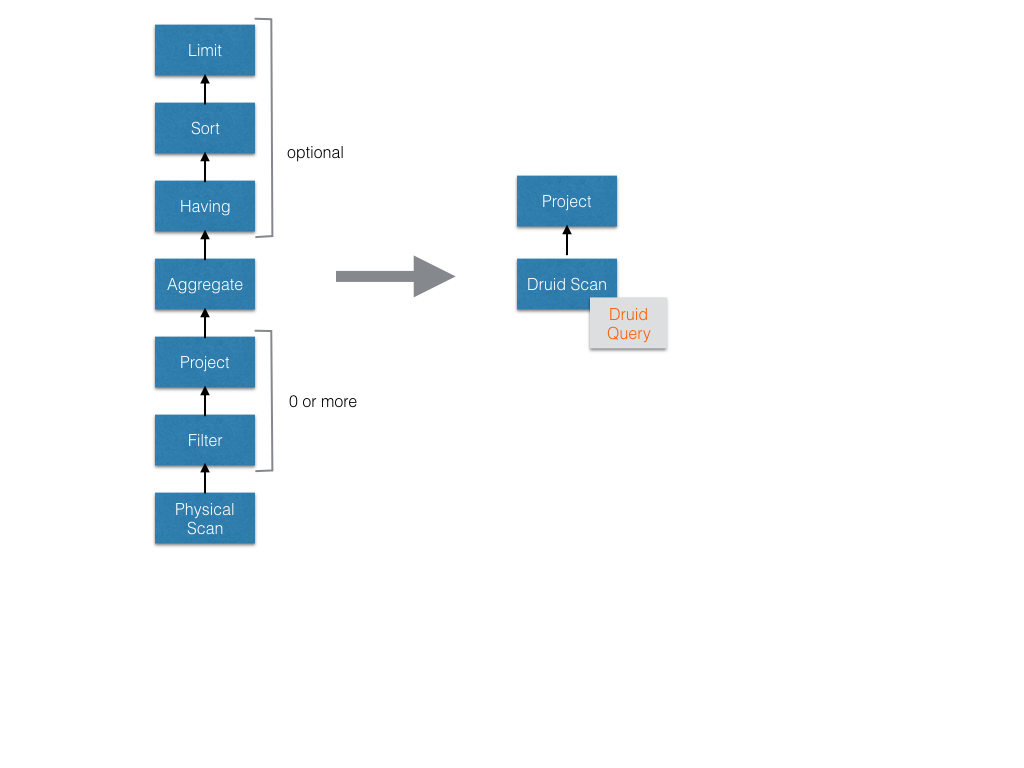 Limit
Sort
optional
Having
Aggregate
Project
0 or more
Filter
Physical
Scan
Project
Druid Scan
Druid
Query